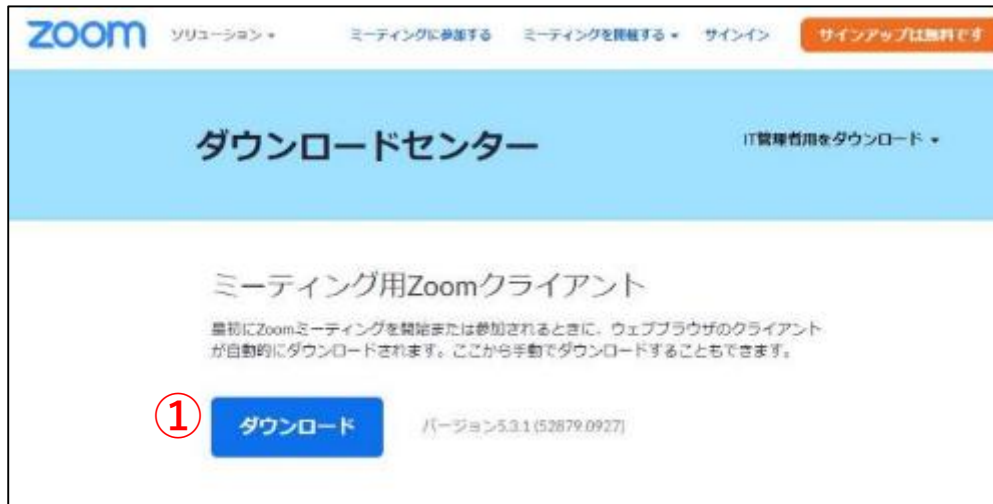 zoom ソリューション ミーティングに参加する ミーティングを開催する サインイン サインアップは無料です
ダウンロードセンター IT管理者用をダウンロード
ミーティング用Zoomクライアント
最初にZoomミーティングを開始または参加されるときに、ウェブブラウザのクライアント
が自動的にダウンロードされます。ここから手動でダウンロードすることもできます。
① ダウンロード バージョン5.3.1 (52879.0927)